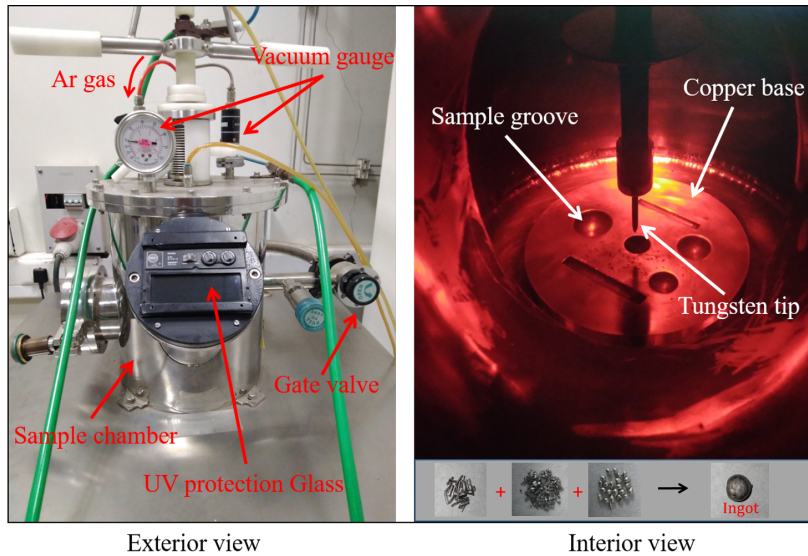 Vacuum gauge
Ar gas
Sample chamber
UV protection Glass
Gate valve
Copper base
Sample groove
Tungsten tip
+
+
Ingot
Exterior view
Interior view